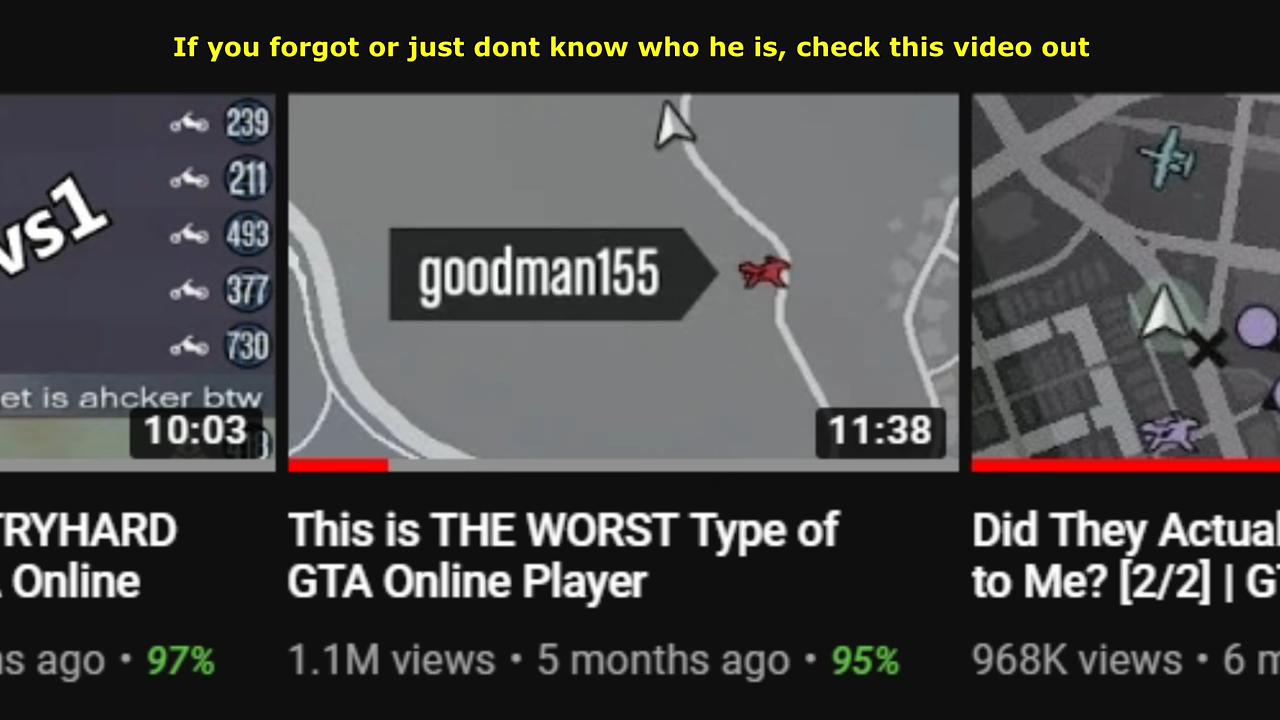 If you forgot or just dont know who he is, check this video out
239
211
493
377
730
vs1
et is ahcker btw
10:03
TRYHARD
Online
ns ago • 97%
goodman155
11:38
This is THE WORST Type of
GTA Online Player
1.1M views • 5 months ago • 95%
Did They Actual
to Me? [2/2] | G
968K views • 6 m